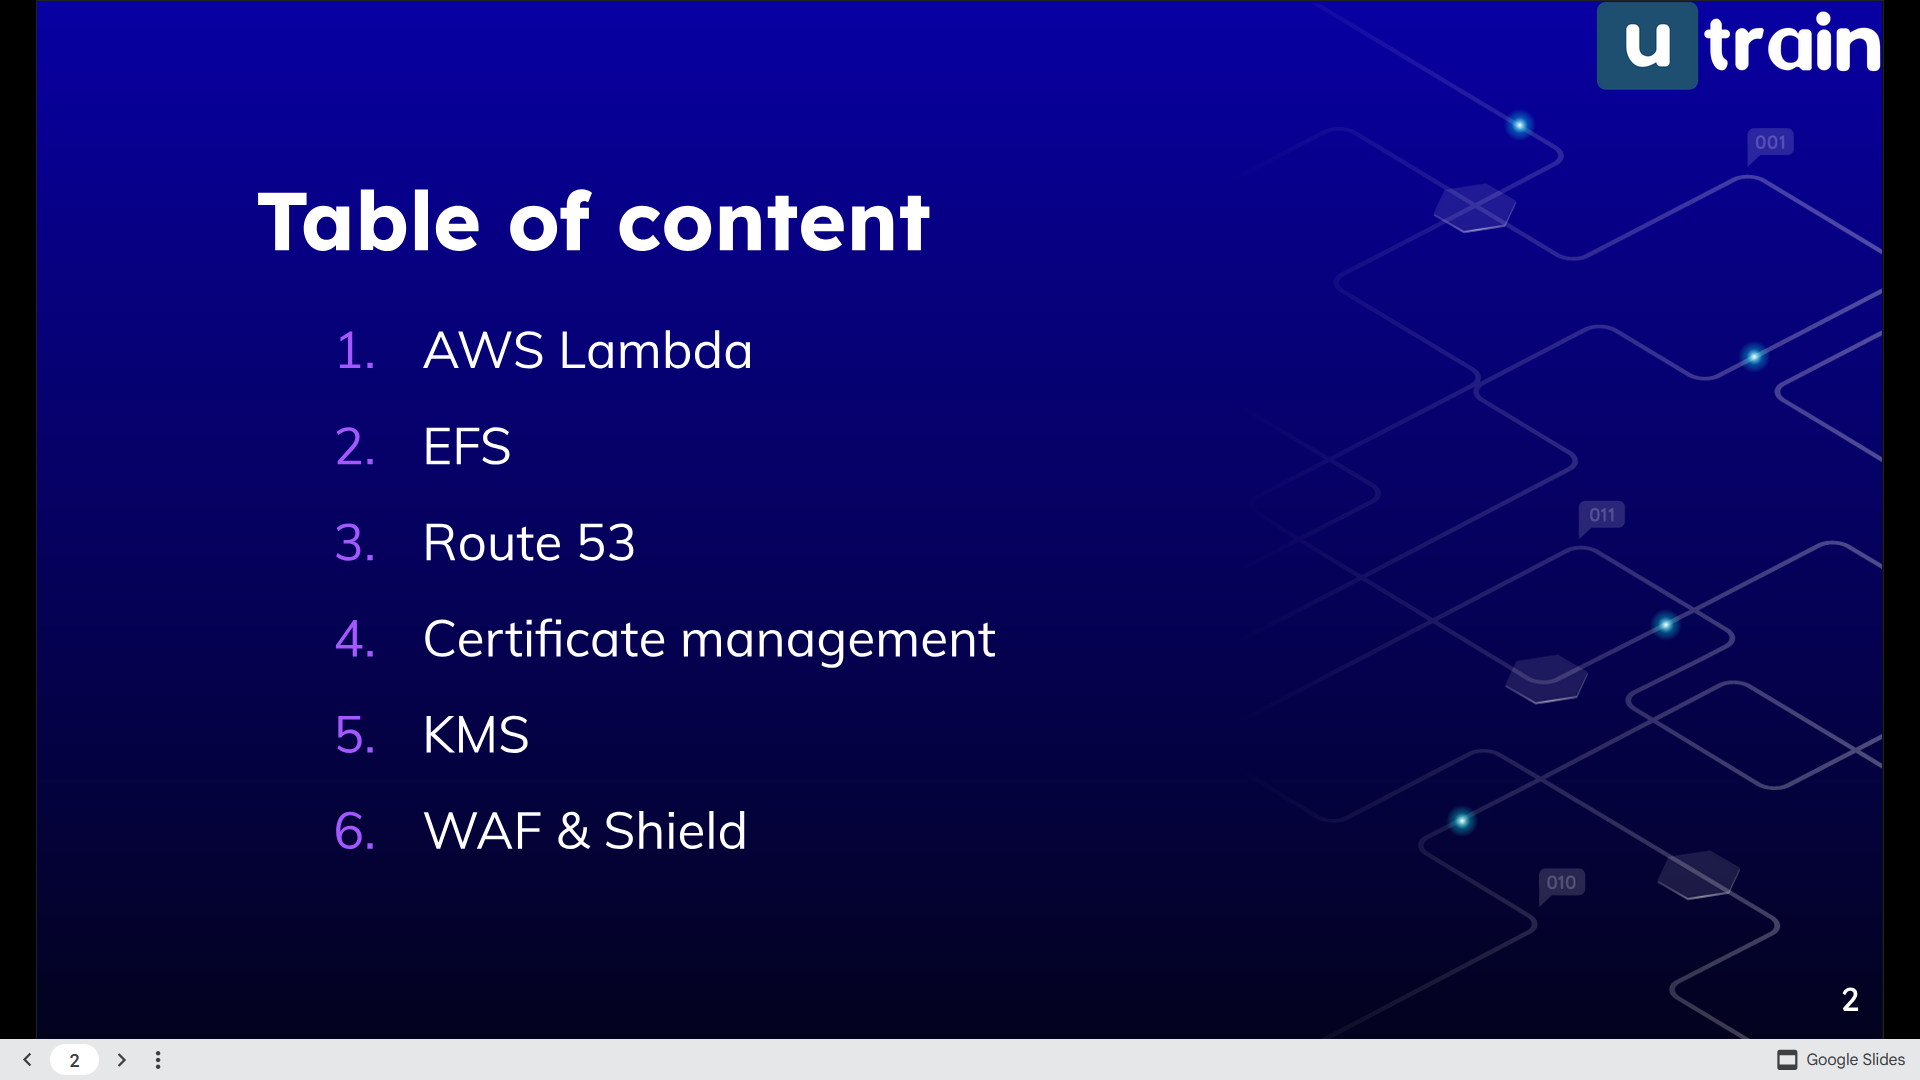 u train
001
Table of content
1. AWS Lambda
2. EFS
3. Route 53
011
4. Certificate management
5. KMS
6. WAF & Shield
010
2
2
Google Slides